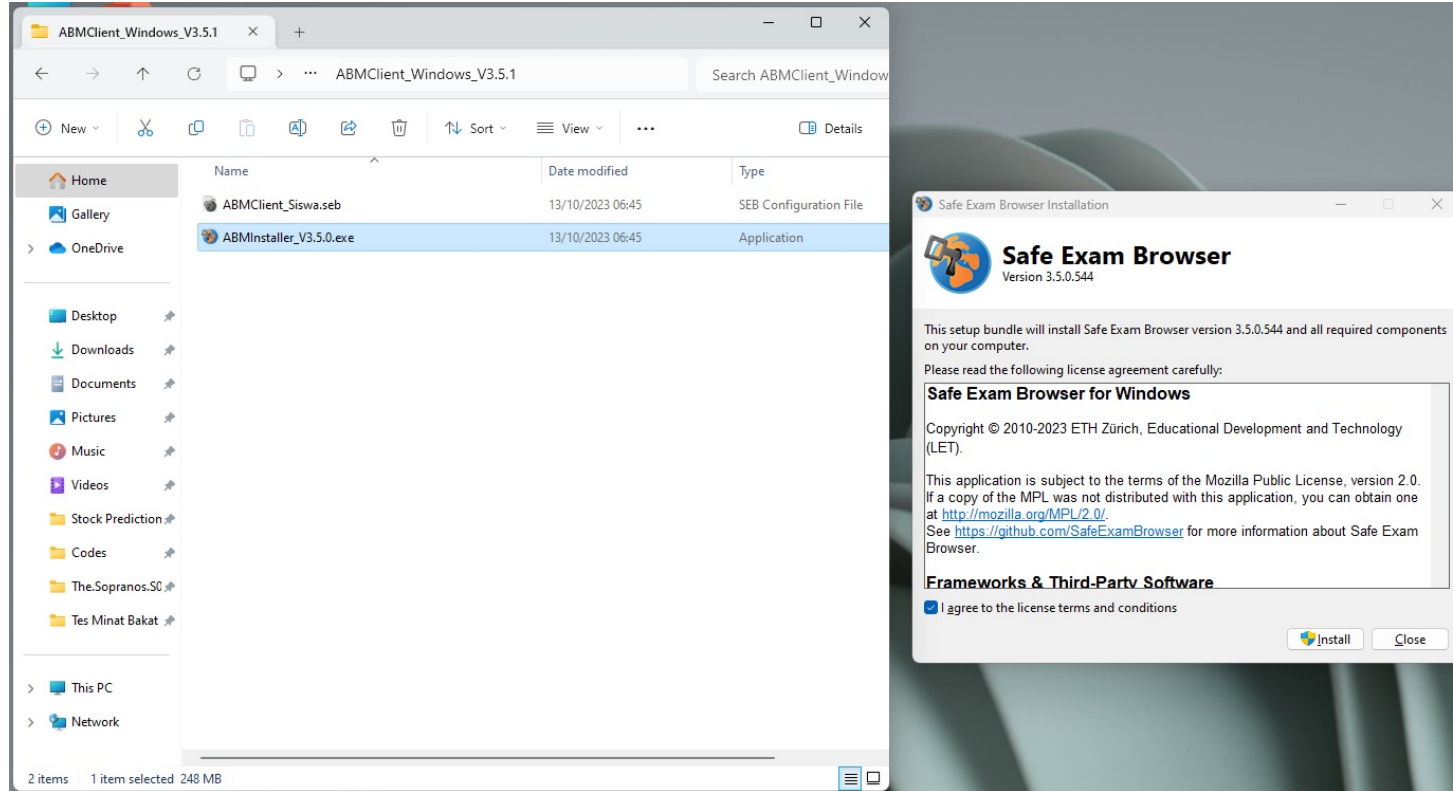 ABMClient_Windows_V3.5.1
ABMClient_Windows_V3.5.1
Search ABMClient_Window
New
Sort
View
Details
Home
Gallery
OneDrive
Desktop
Downloads
Documents
Pictures
Music
Videos
Stock Prediction
Codes
The.Sopranos.S0
Tes Minat Bakat
This PC
Network
Name Date modified Type
ABMClient_Siswa.seb 13/10/2023 06:45 SEB Configuration File
ABMInstaller_V3.5.0.exe 13/10/2023 06:45 Application
2 items 1 item selected 248 MB
Safe Exam Browser Installation
Safe Exam Browser
Version 3.5.0.544
This setup bundle will install Safe Exam Browser version 3.5.0.544 and all required components
on your computer.
Please read the following license agreement carefully:
Safe Exam Browser for Windows
Copyright © 2010-2023 ETH Zürich, Educational Development and Technology
(LET).
This application is subject to the terms of the Mozilla Public License, version 2.0.
If a copy of the MPL was not distributed with this application, you can obtain one
at http://mozilla.org/MPL/2.0/.
See https://github.com/SafeExamBrowser for more information about Safe Exam
Browser.
Frameworks & Third-Party Software
I agree to the license terms and conditions
Install Close